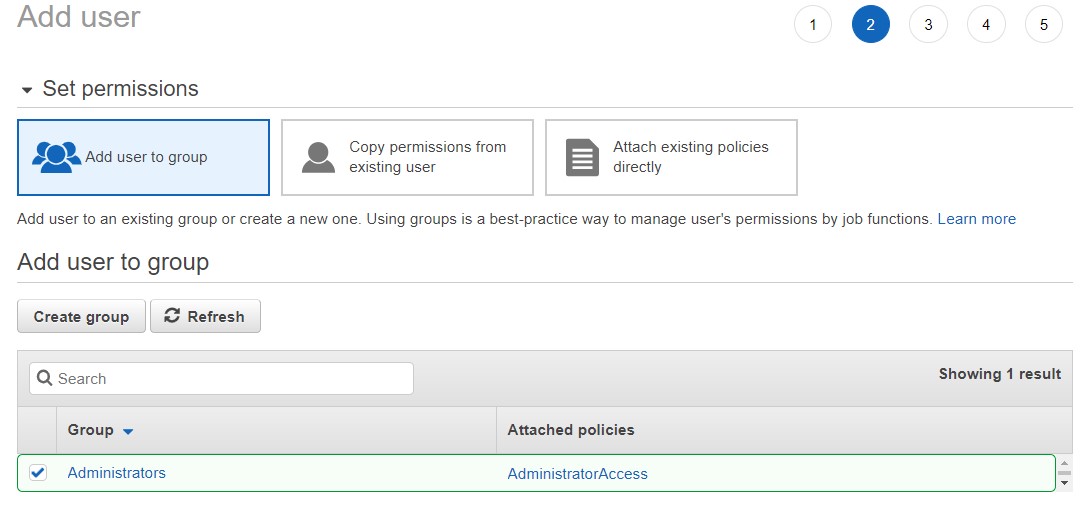 Add user
1 2 3 4 5
Set permissions
Add user to group
Copy permissions from
existing user
Attach existing policies
directly
Add user to an existing group or create a new one. Using groups is a best-practice way to manage user's permissions by job functions. Learn more
Add user to group
Create group Refresh
Search
Showing 1 result
Group Attached policies
Administrators AdministratorAccess